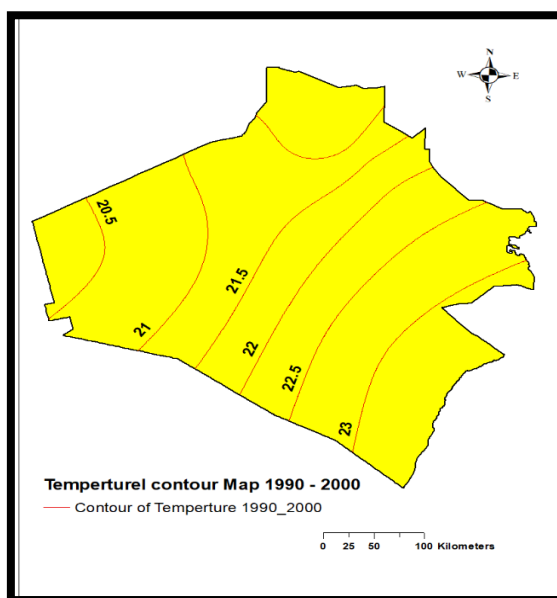 N
W E
S
20.5
21
21.5
22
22.5
23
Temperturel contour Map 1990 - 2000
Contour of Temperture 1990_2000
0 25 50 100 Kilometers